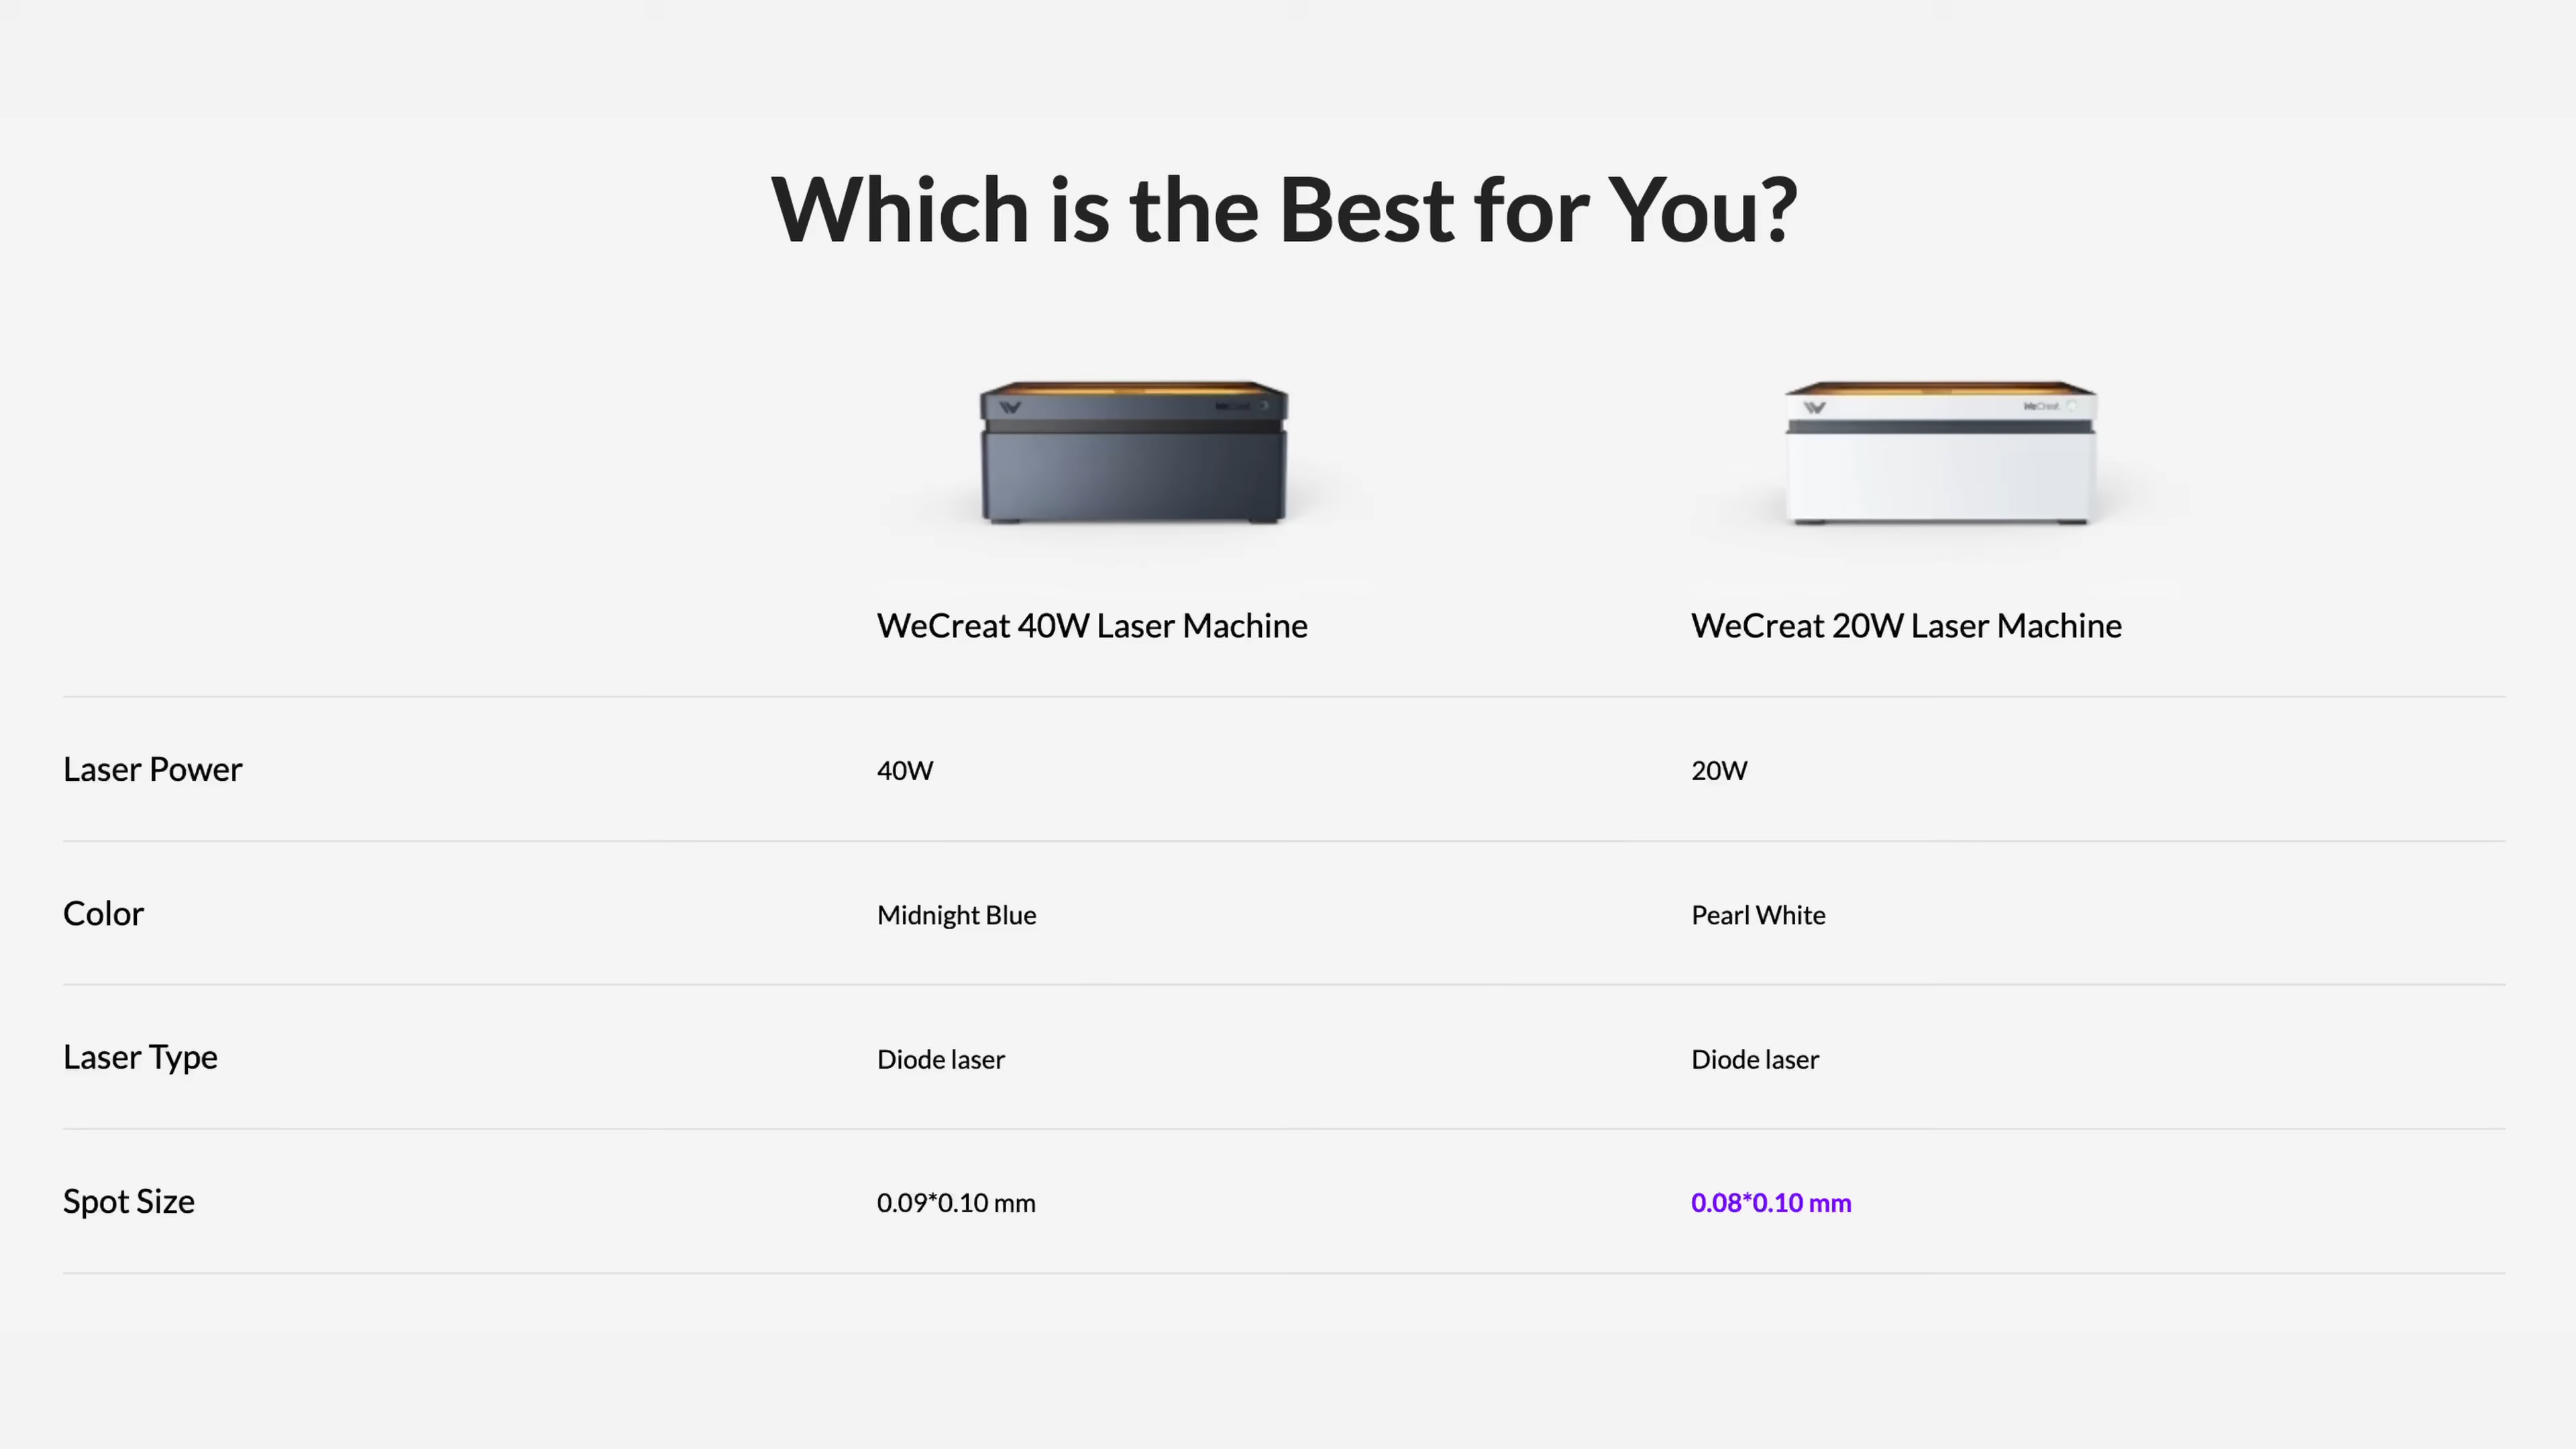 Which is the Best for You?
WeCreat
WeCreat
WeCreat 40W Laser Machine
WeCreat 20W Laser Machine
Laser Power
40W
20W
Color
Midnight Blue
Pearl White
Laser Type
Diode laser
Diode laser
Spot Size
0.09*0.10 mm
0.08*0.10 mm